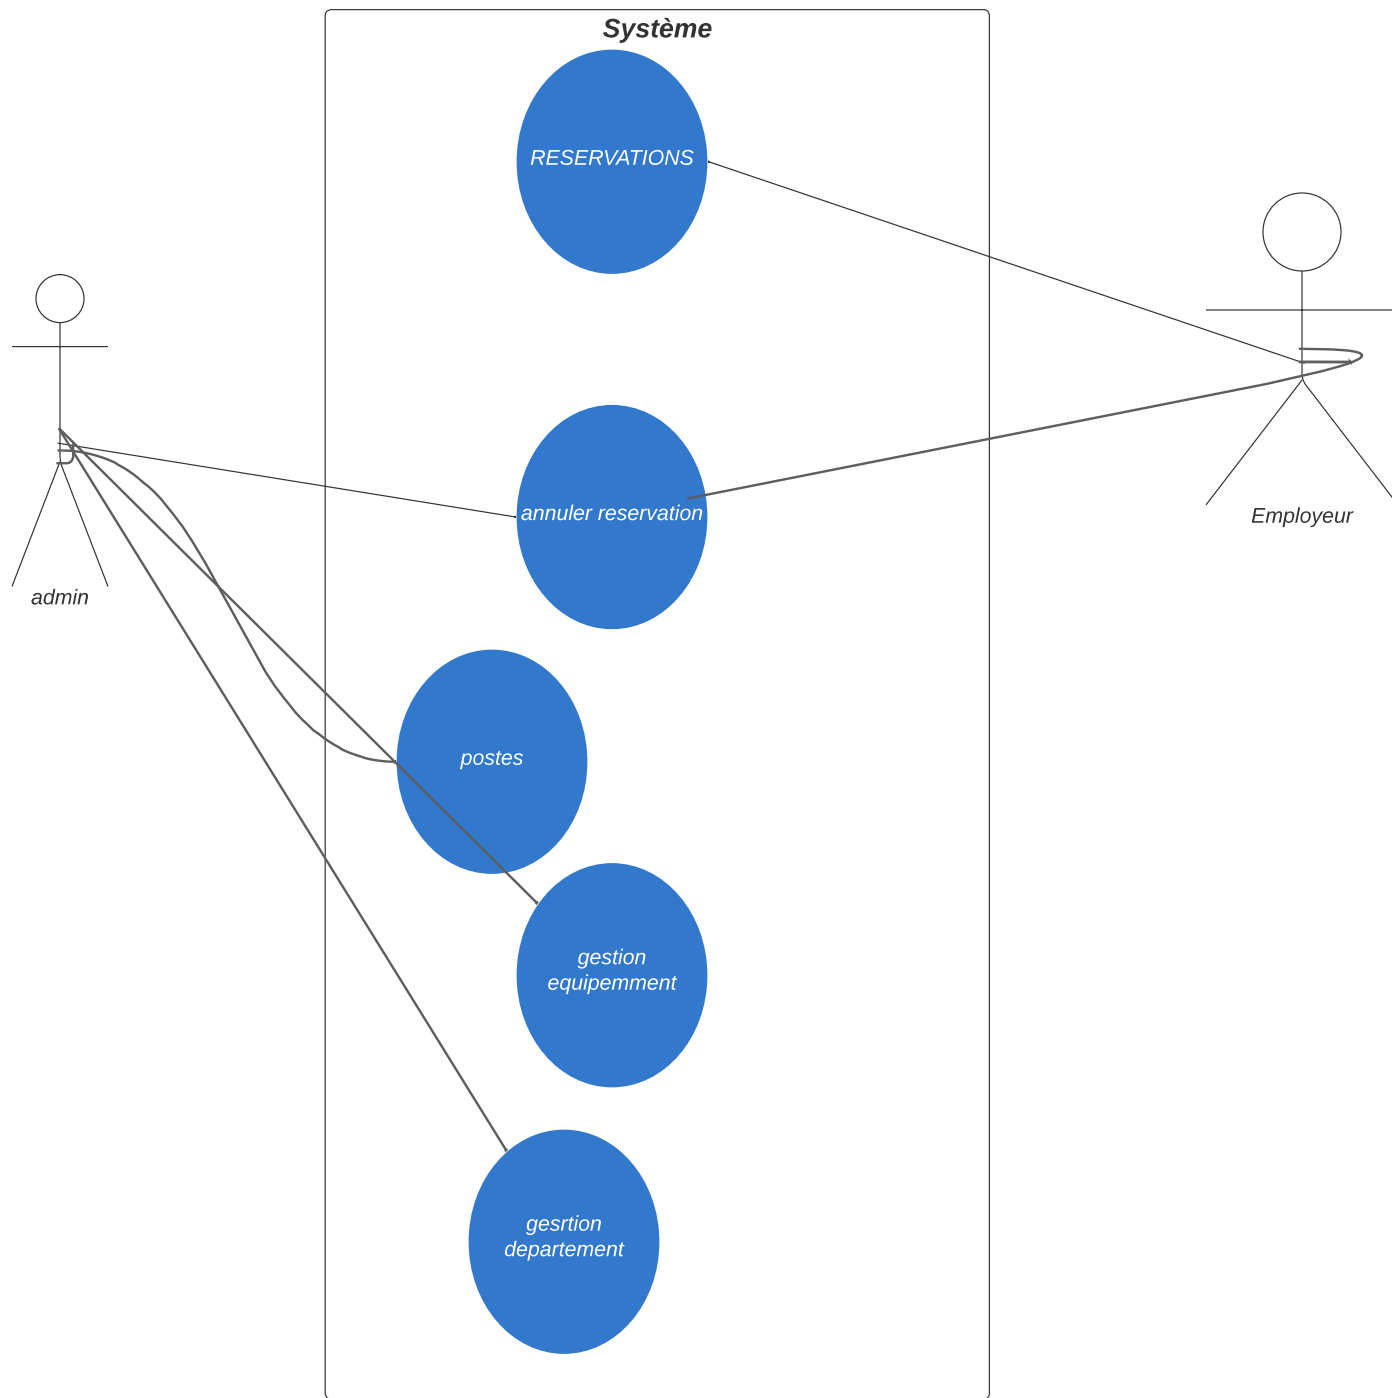 Système
RESERVATIONS
annuler reservation
Employeur
admin
postes
gestion
equipemment
gesrtion
departement